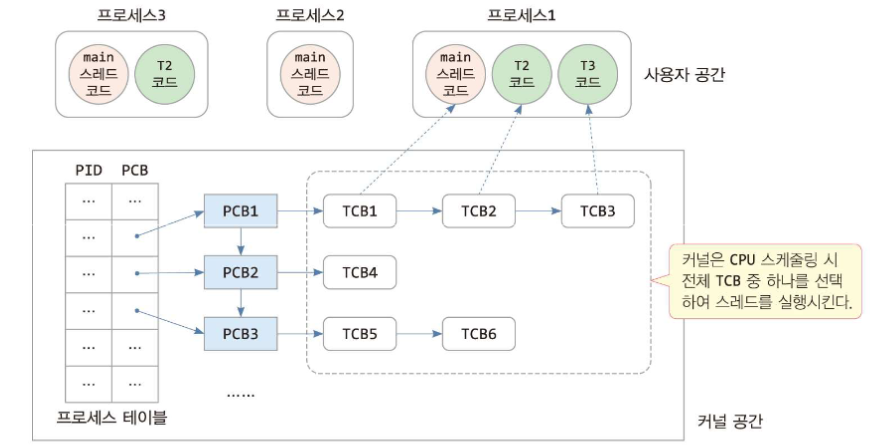 프로세스3
프로세스2
프로세스1
main
스레드
코드
T2
코드
main
스레드
코드
main
스레드
코드
T2
코드
T3
코드
사용자 공간
PID PCB
... ...
...
...
...
... ...
... ...
프로세스 테이블
PCB1
TCB1
TCB2
TCB3
PCB2
TCB4
PCB3
TCB5
TCB6
......
커널은 CPU 스케줄링 시
전체 TCB 중 하나를 선택
하여 스레드를 실행시킨다.
커널 공간